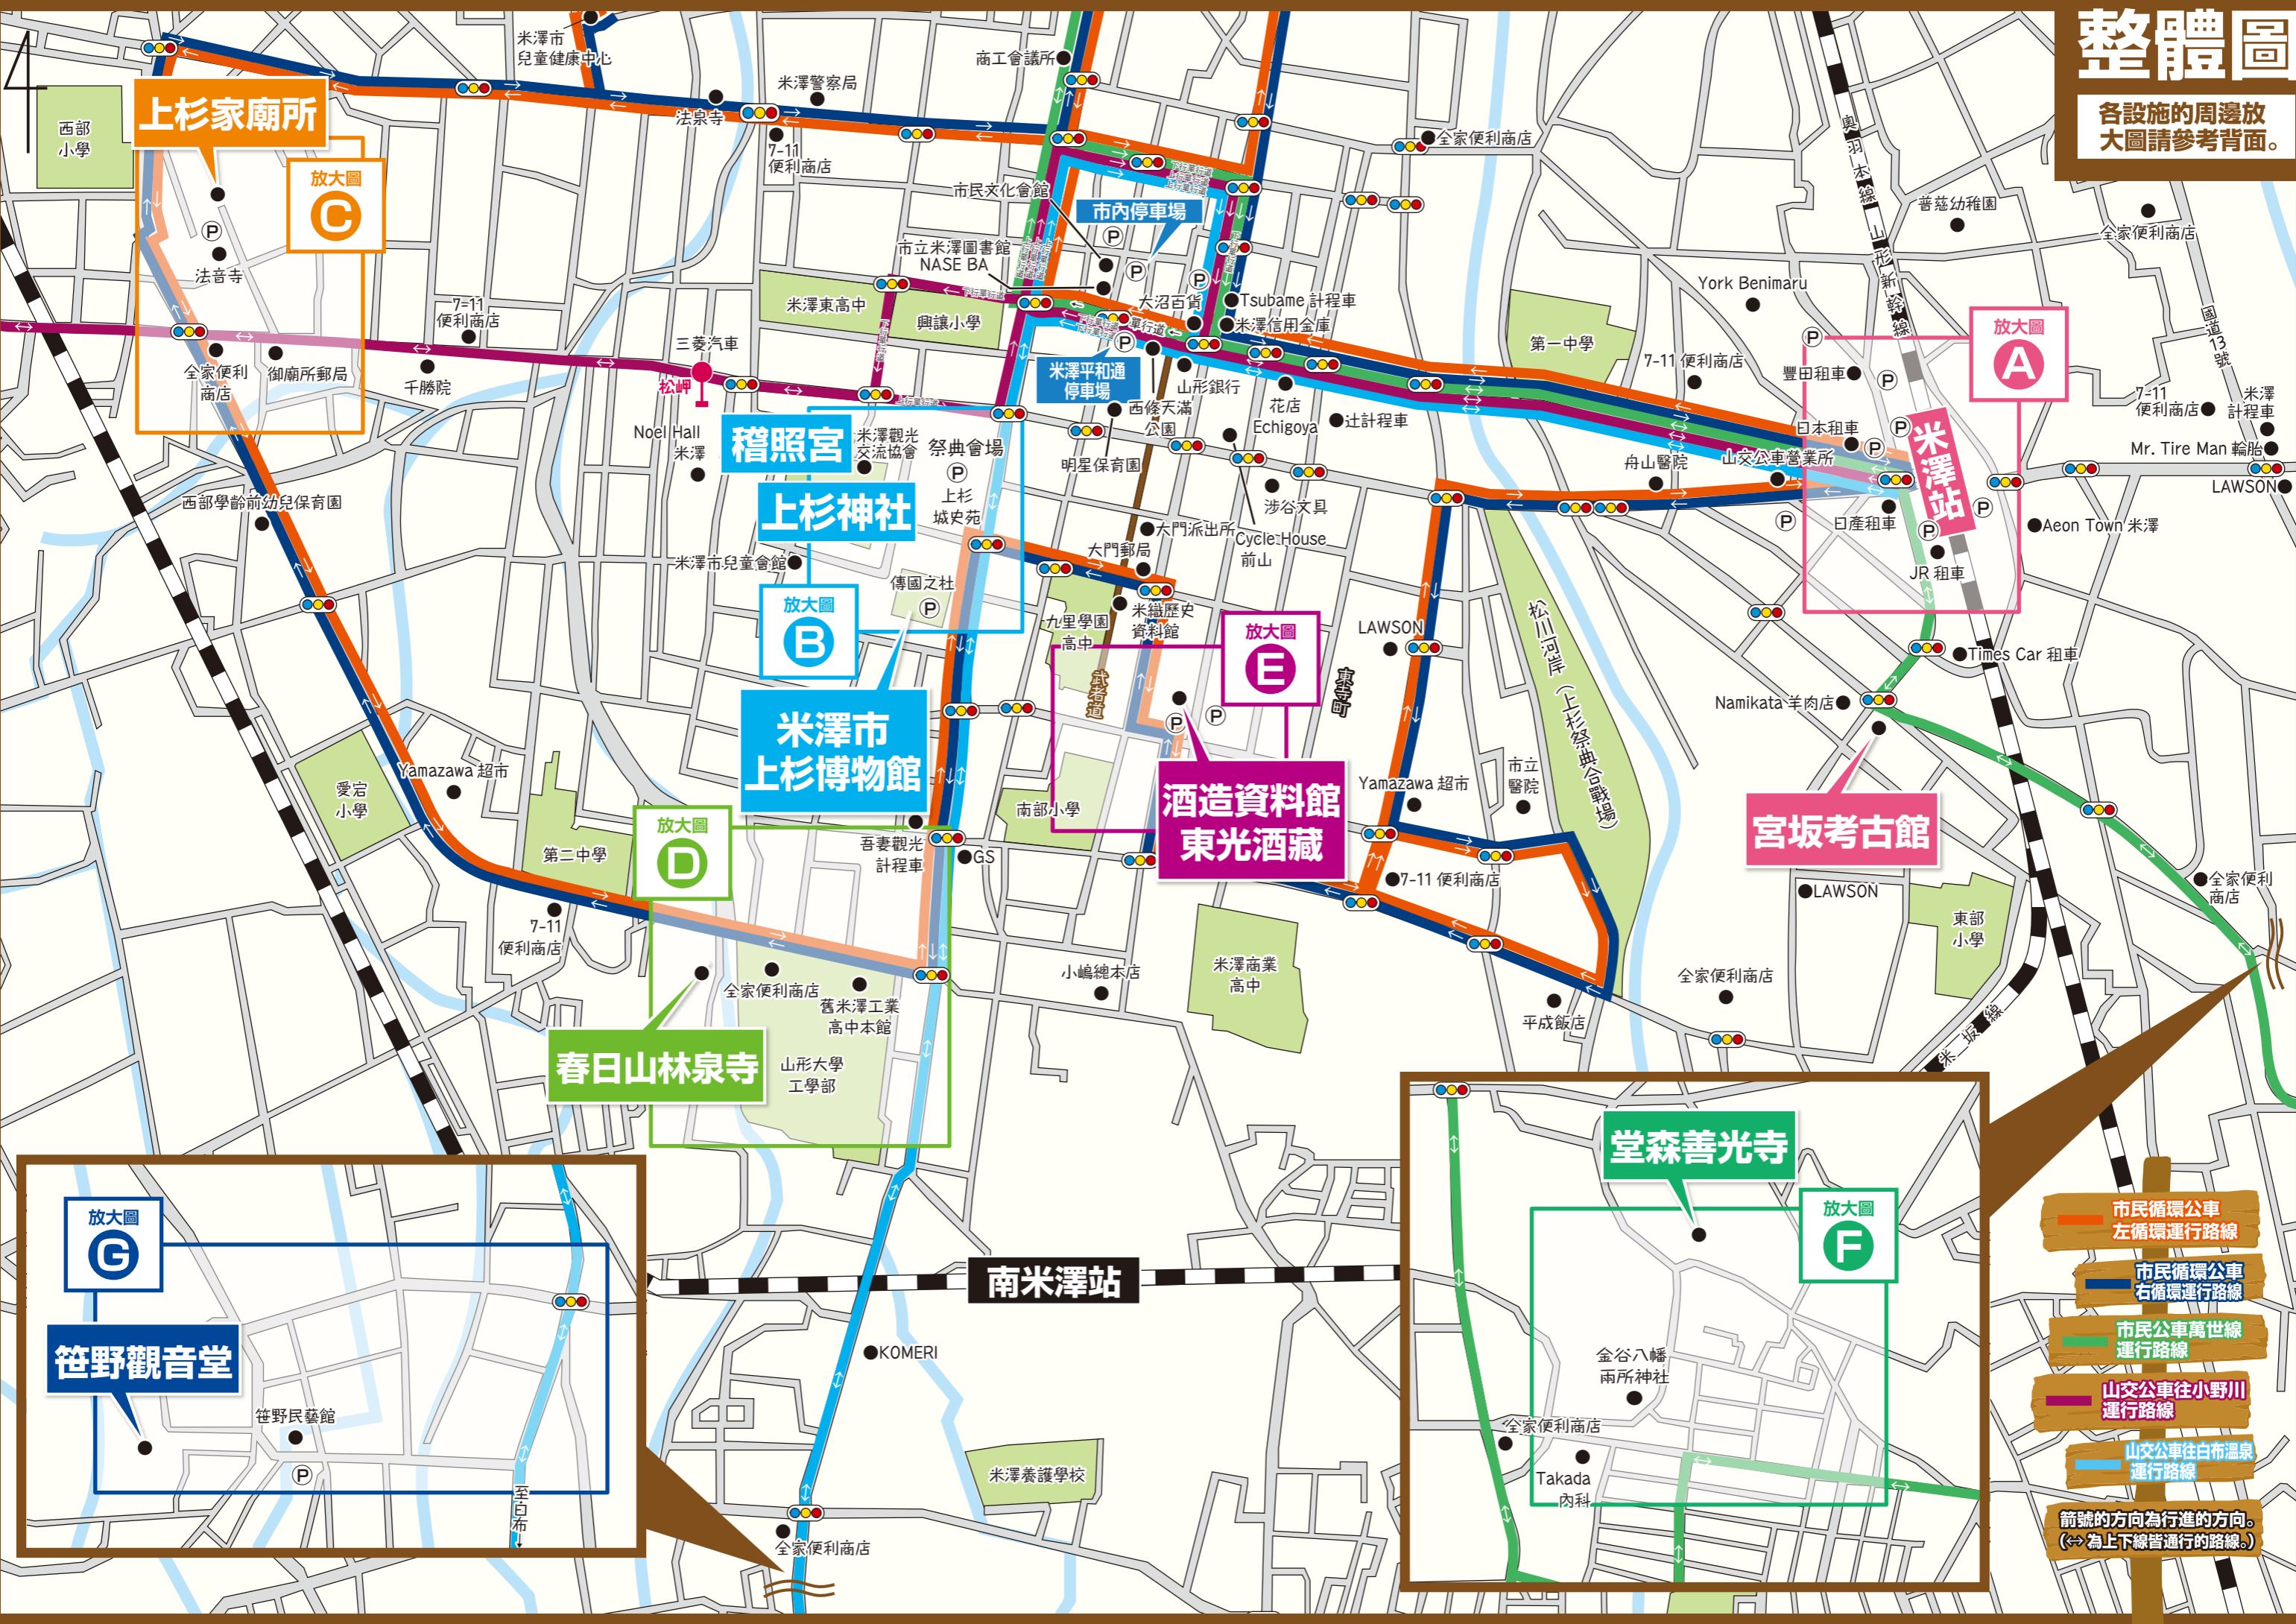 整體圖
各設施的周邊放
大圖請參考背面。
4
米澤市
兒童健康中心
商工會議所
米澤警察局
法泉寺
7-11
便利商店
全家便利商店
西部
小學
上杉家廟所
放大圖
C
P
法音寺
7-11
便利商店
全家便利
商店
御廟所郵局
千勝院
三菱汽車
松岬
市民文化會館
市內停車場
P
P
P
市立米澤圖書館
NASE BA
大沼百貨
Tsubame 計程車
米澤信用金庫
米澤東高中
興讓小學
下行單行道
上行單行道
單行道
P
米澤平和通
停車場
西條天滿
公園
山形銀行
花店
Echigoya
辻計程車
明星保育園
第一中學
普慈幼稚園
全家便利商店
奧羽本線
山形新幹線
國道13號
York Benimaru
7-11 便利商店
P
豐田租車
P
放大圖
A
P
日本租車
P
米澤站
山交公車營業所
舟山醫院
7-11
便利商店
米澤
計程車
Mr. Tire Man 輪胎
LAWSON
P
日產租車
P
P
Aeon Town 米澤
JR 租車
Times Car 租車
Noel Hall
米澤
稽照宮
米澤觀光
交流協會
祭典會場
P
上杉
城史苑
上杉神社
西部學齡前幼兒保育園
米澤市兒童會館
傳國之杜
P
放大圖
B
米澤市
上杉博物館
涉谷文具
Cycle House
前山
大門派出所
大門郵局
九里學園
高中
米織歷史
資料館
武者道
放大圖
E
P
P
東寺町
LAWSON
松川河岸(上杉祭典合戰場)
Namikata 羊肉店
宮坂考古館
酒造資料館
東光酒藏
Yamazawa 超市
市立
醫院
7-11 便利商店
LAWSON
東部
小學
全家便利
商店
愛宕
小學
Yamazawa 超市
第二中學
7-11
便利商店
放大圖
D
吾妻觀光
計程車
GS
南部小學
全家便利商店
舊米澤工業
高中本館
春日山林泉寺
山形大學
工學部
小嶋總本店
米澤商業
高中
平成飯店
全家便利商店
米坂線
放大圖
G
笹野觀音堂
笹野民藝館
P
至白布
南米澤站
KOMERI
全家便利商店
米澤養護學校
堂森善光寺
放大圖
F
金谷八幡
兩所神社
全家便利商店
Takada
內科
市民循環公車
左循環運行路線
市民循環公車
右循環運行路線
市民公車萬世線
運行路線
山交公車往小野川
運行路線
山交公車往白布溫泉
運行路線
箭號的方向為行進的方向。
(⇔ 為上下線皆通行的路線。)